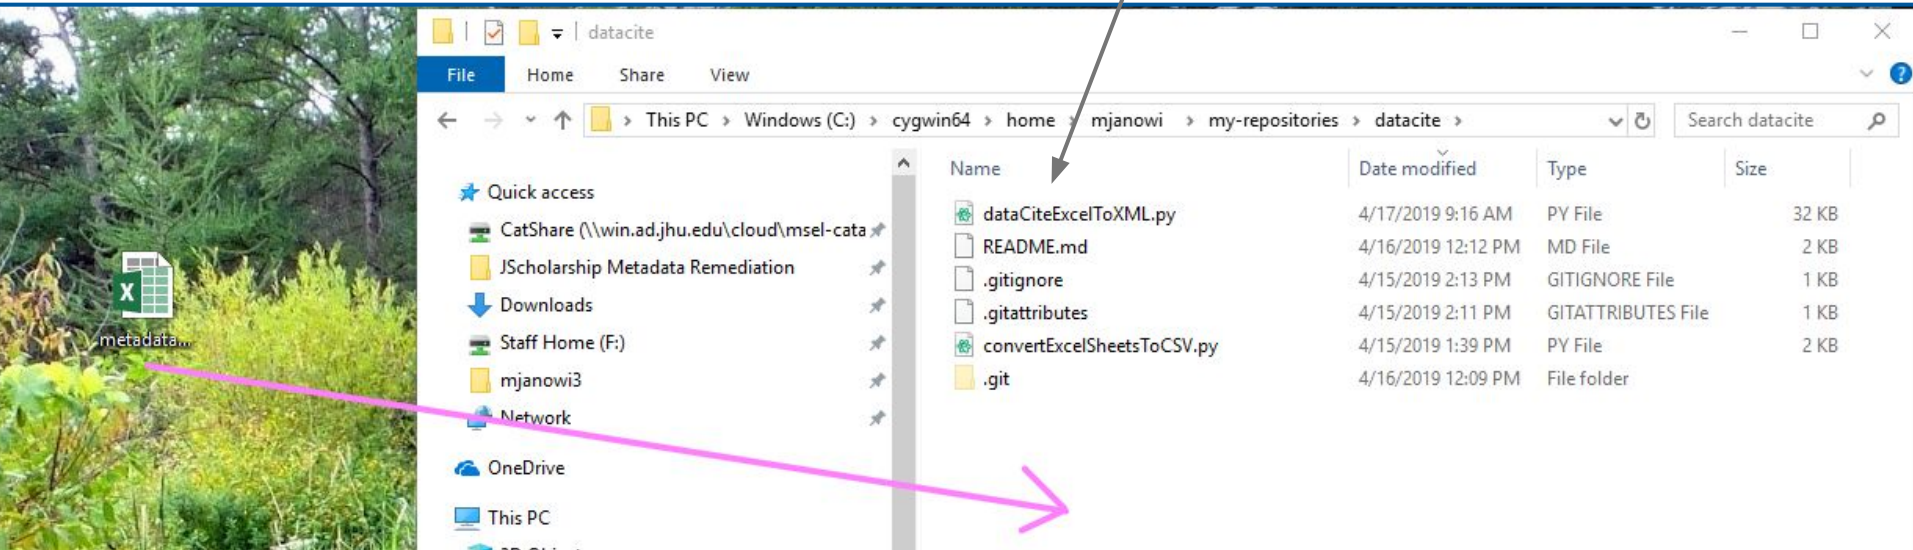 datacite
File Home Share View
This PC > Windows (C:) > cygwin64 > home > mjanowi > my-repositories > datacite >
Search datacite
Name Date modified Type Size
Quick access
CatShare (\\win.ad.jhu.edu\cloud\msel-cata
JScholarship Metadata Remediation
Downloads
Staff Home (F:)
mjanowi3
Network
OneDrive
This PC
dataCiteExcelToXML.py 4/17/2019 9:16 AM PY File 32 KB
README.md 4/16/2019 12:12 PM MD File 2 KB
.gitignore 4/15/2019 2:13 PM GITIGNORE File 1 KB
.gitattributes 4/15/2019 2:11 PM GITATTRIBUTES File 1 KB
convertExcelSheetsToCSV.py 4/15/2019 1:39 PM PY File 2 KB
.git 4/16/2019 12:09 PM File folder
metadata...